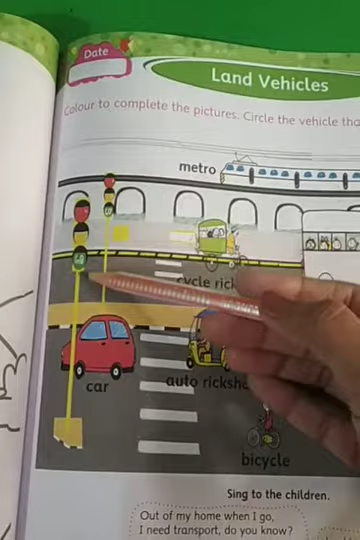 Date
Land Vehicles
Colour to complete the pictures. Circle the vehicle
metro
car
bicycle
Sing to the children.
Out of my home when I go,
I need transport, do you know?